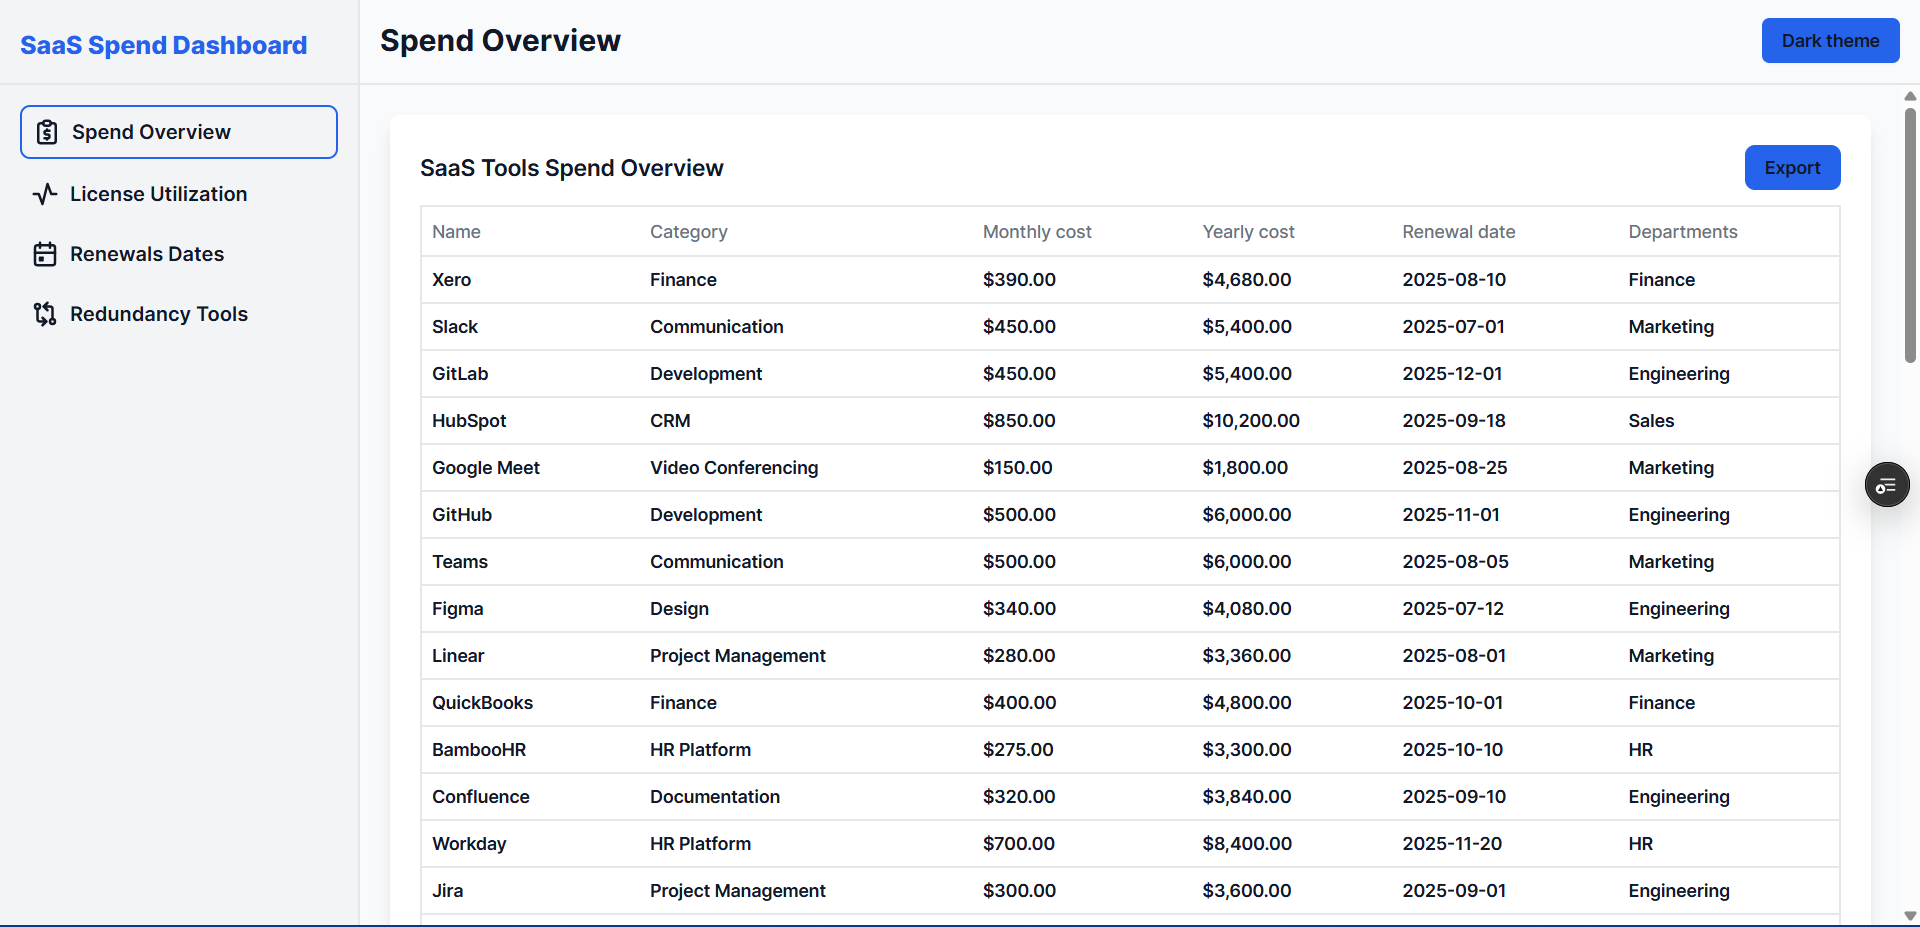 SaaS Spend Dashboard
Spend Overview
License Utilization
Renewals Dates
Redundancy Tools
Spend Overview
Dark theme
SaaS Tools Spend Overview
Export
Name Category Monthly cost Yearly cost Renewal date Departments
Xero Finance $390.00 $4,680.00 2025-08-10 Finance
Slack Communication $450.00 $5,400.00 2025-07-01 Marketing
GitLab Development $450.00 $5,400.00 2025-12-01 Engineering
HubSpot CRM $850.00 $10,200.00 2025-09-18 Sales
Google Meet Video Conferencing $150.00 $1,800.00 2025-08-25 Marketing
GitHub Development $500.00 $6,000.00 2025-11-01 Engineering
Teams Communication $500.00 $6,000.00 2025-08-05 Marketing
Figma Design $340.00 $4,080.00 2025-07-12 Engineering
Linear Project Management $280.00 $3,360.00 2025-08-01 Marketing
QuickBooks Finance $400.00 $4,800.00 2025-10-01 Finance
BambooHR HR Platform $275.00 $3,300.00 2025-10-10 HR
Confluence Documentation $320.00 $3,840.00 2025-09-10 Engineering
Workday HR Platform $700.00 $8,400.00 2025-11-20 HR
Jira Project Management $300.00 $3,600.00 2025-09-01 Engineering